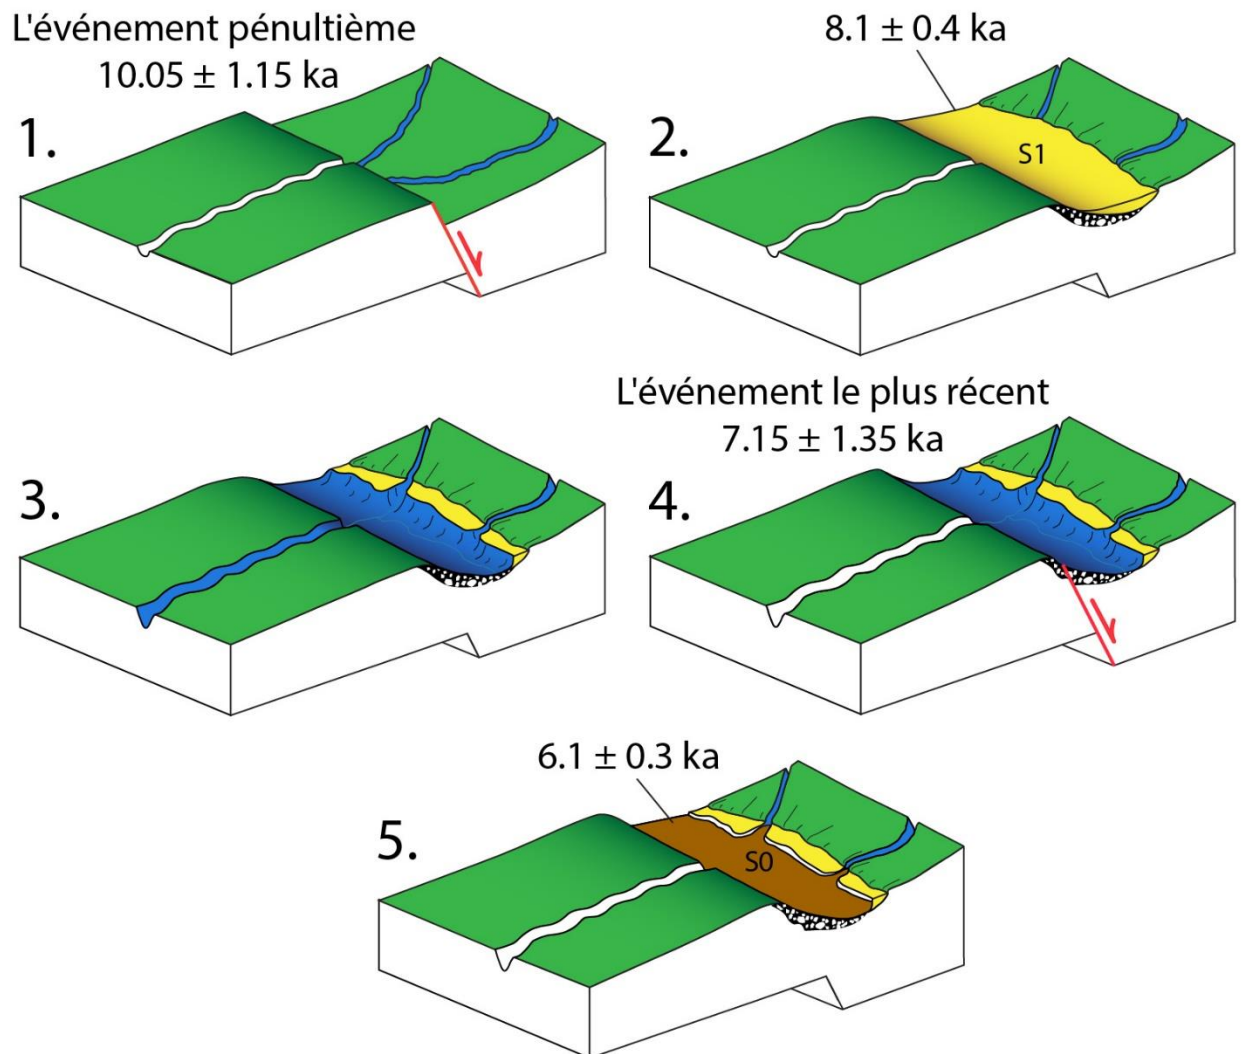 L'événement pénultième
10.05 ± 1.15 ka
1.
8.1 ± 0.4 ka
2.
S1
3.
L'événement le plus récent
7.15 ± 1.35 ka
4.
6.1 ± 0.3 ka
5.
S0